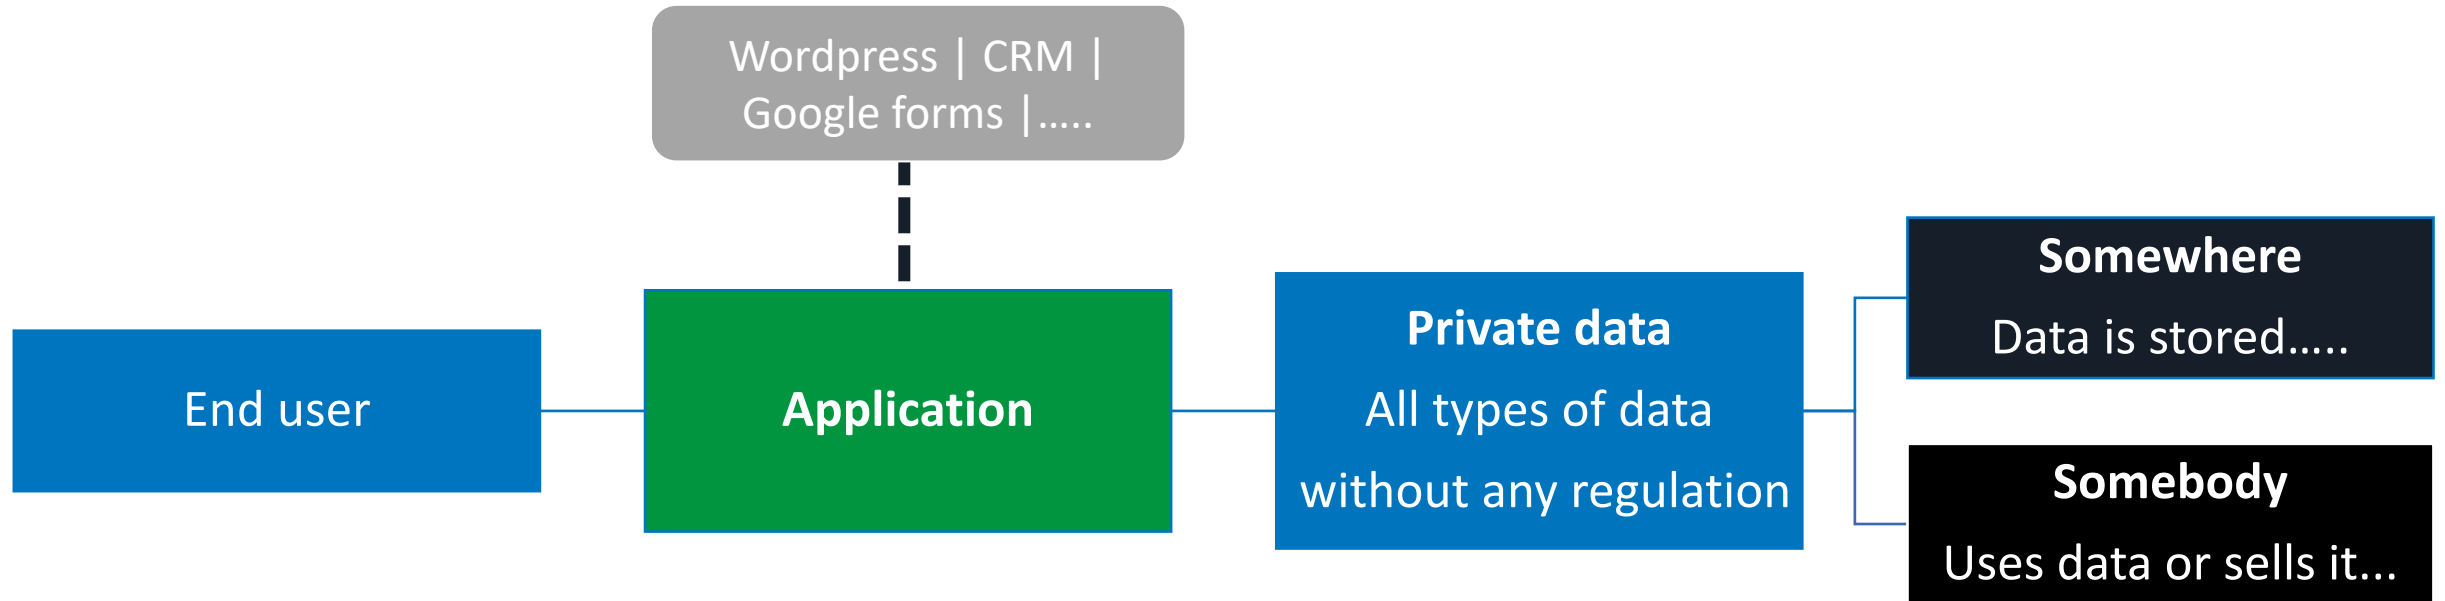 Wordpress | CRM |
Google forms |.....
End user
Application
Private data
All types of data
without any regulation
Somewhere
Data is stored.....
Somebody
Uses data or sells it...